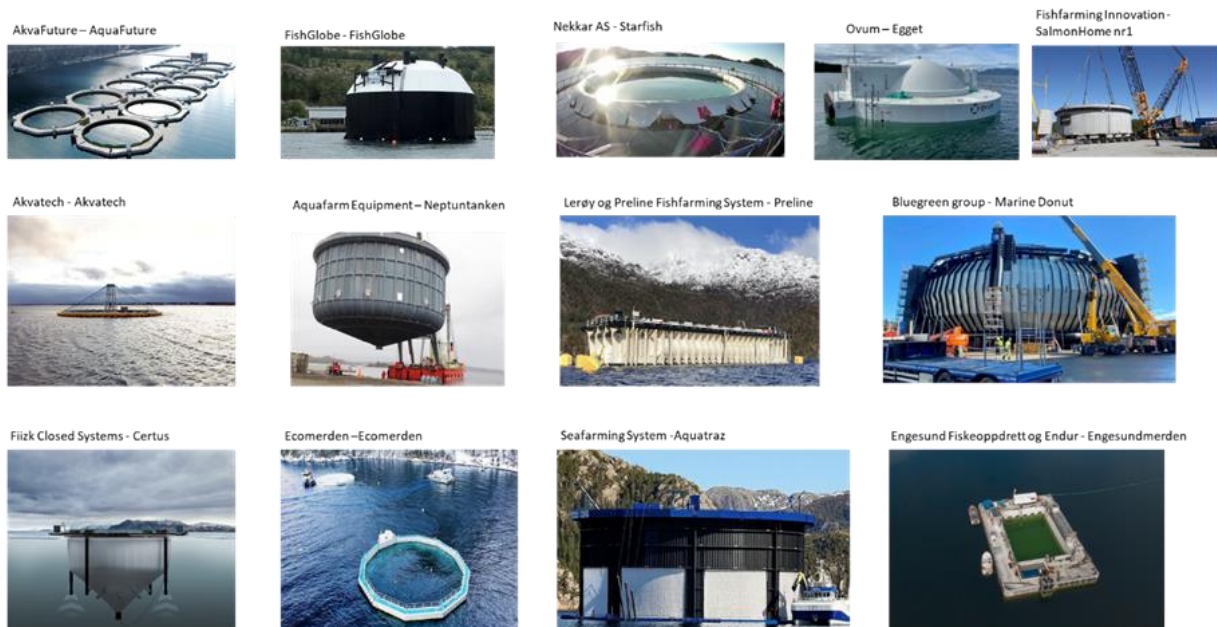 AkvaFuture – AquaFuture
FishGlobe - FishGlobe
Nekkar AS - Starfish
Ovum – Egget
Fishfarming Innovation -
SalmonHome nr1
Akvatech - Akvatech
Aquafarm Equipment – Neptuntanken
Lerøy og Preline Fishfarming System - Preline
Bluegreen group - Marine Donut
Fiizk Closed Systems - Certus
Ecomerden –Ecomerden
Seafarming System -Aquatraz
Engesund Fiskeoppdrett og Endur - Engesundmerden